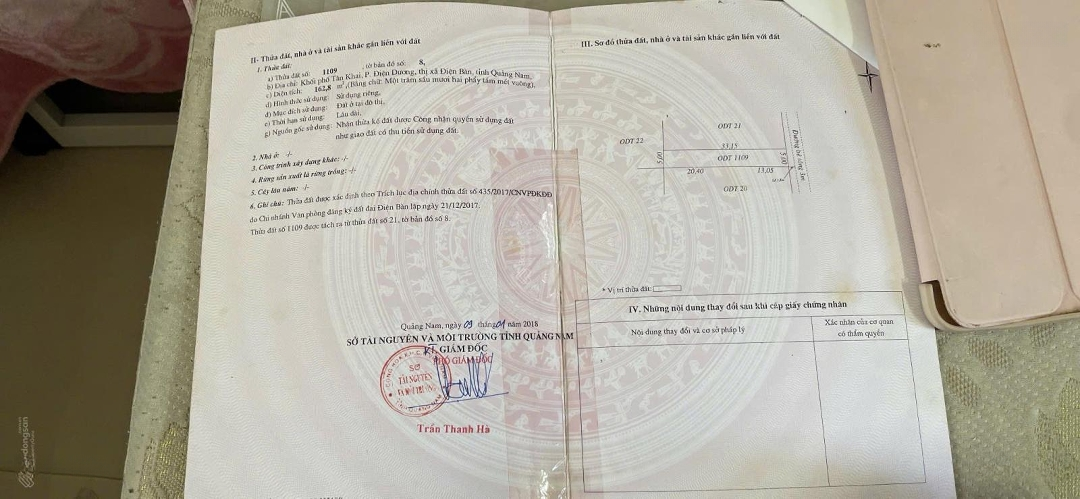 II- Thửa đất, nhà ở và tài sản khác gắn liền với đất
1. Thửa đất:
a) Thửa đất số: 1109 , tờ bản đồ số: 8,
b) Địa chỉ: Khối phố Tân Khai, P. Điện Dương, thị xã Điện Bàn, tỉnh Quảng Nam,
c) Diện tích: 162,8 m², (Bằng chữ: Một trăm sáu mươi hai phẩy tám mét vuông),
d) Hình thức sử dụng: Sử dụng riêng,
đ) Mục đích sử dụng: Đất ở tại đô thị,
e) Thời hạn sử dụng: Lâu dài,
g) Nguồn gốc sử dụng: Nhận thừa kế đất được Công nhận quyền sử dụng đất
như giao đất có thu tiền sử dụng đất.
2. Nhà ở: -/-
3. Công trình xây dựng khác: -/-
4. Rừng sản xuất là rừng trồng: -/-
5. Cây lâu năm: -/-
6. Ghi chú: Thửa đất được xác định theo Trích lục địa chính thửa đất số 435/2017/CNVPĐKĐĐ
do Chi nhánh Văn phòng đăng ký đất đai Điện Bàn lập ngày 21/12/2017.
Thửa đất số 1109 được tách ra từ thửa đất số 21, tờ bản đồ số 8.
Quảng Nam, ngày 09 tháng 01 năm 2018
SỞ TÀI NGUYÊN VÀ MÔI TRƯỜNG TỈNH QUẢNG NAM
KT. GIÁM ĐỐC
PHÓ GIÁM ĐỐC
SỞ
TÀI NGUYÊN
VÀ MÔI TRƯỜNG
Trần Thanh Hà
III. Sơ đồ thửa đất, nhà ở và tài sản khác gắn liền với đất
ODT 21
ODT 22
33,15
5,00
ODT 1109
5,00
20,40
13,05
ODT 20
Đường bê tông 3m
* Vị trí thửa đất:
IV. Những nội dung thay đổi sau khi cấp giấy chứng nhận
Nội dung thay đổi và cơ sở pháp lý
Xác nhận của cơ quan
có thẩm quyền